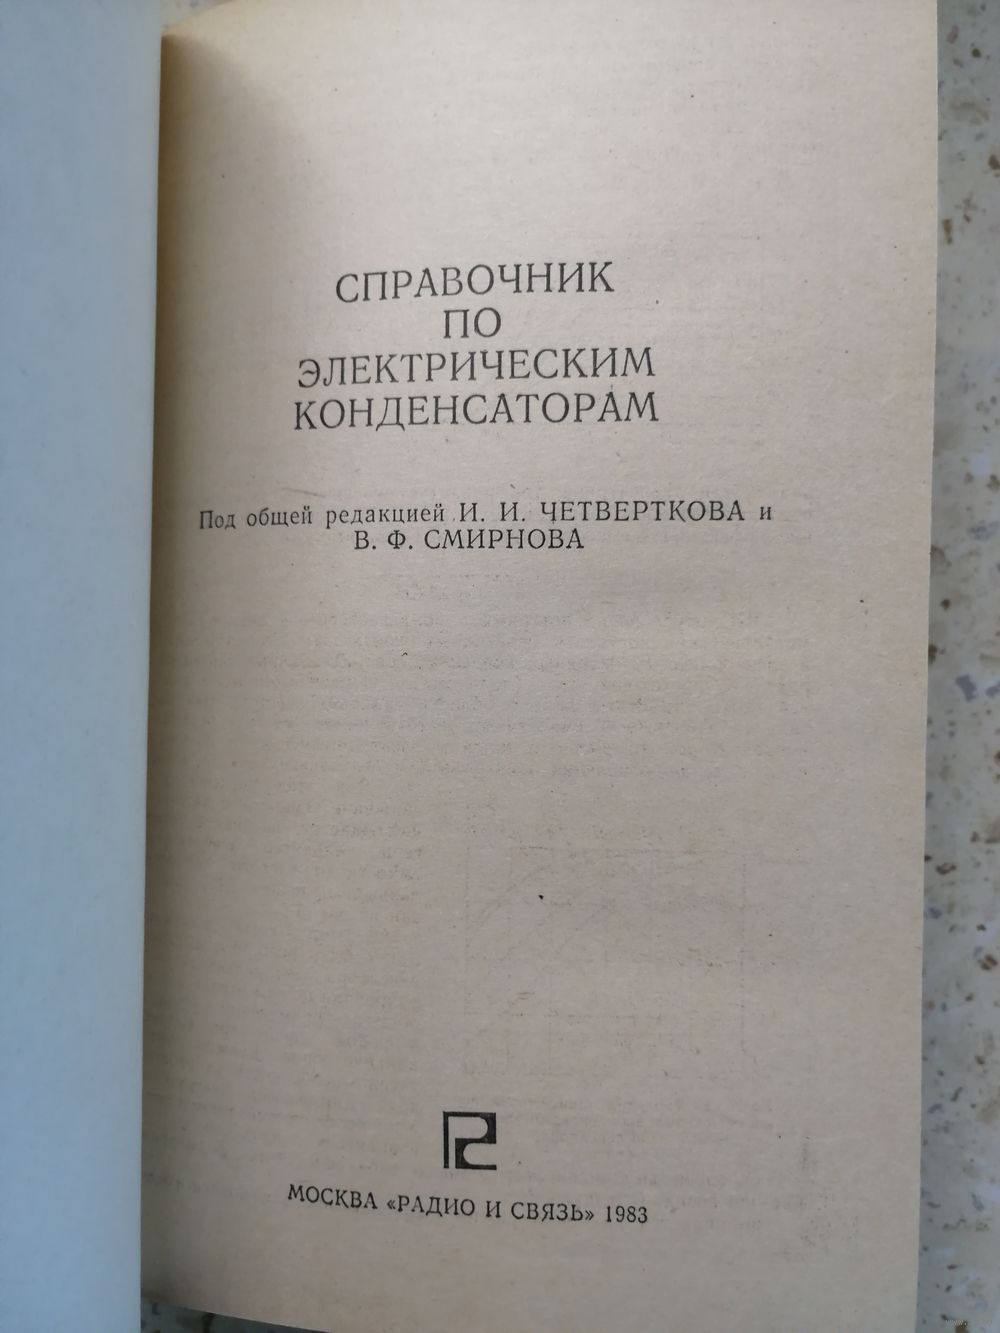 СПРАВОЧНИК
ПО
ЭЛЕКТРИЧЕСКИМ
КОНДЕНСАТОРАМ
Под общей редакцией И. И. ЧЕТВЕРТКОВА и
В. Ф. СМИРНОВА
МОСКВА «РАДИО И СВЯЗЬ» 1983